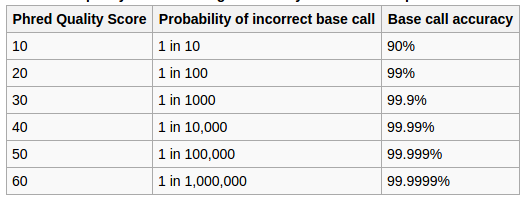 Phred Quality Score Probability of incorrect base call Base call accuracy
10 1 in 10 90%
20 1 in 100 99%
30 1 in 1000 99.9%
40 1 in 10,000 99.99%
50 1 in 100,000 99.999%
60 1 in 1,000,000 99.9999%